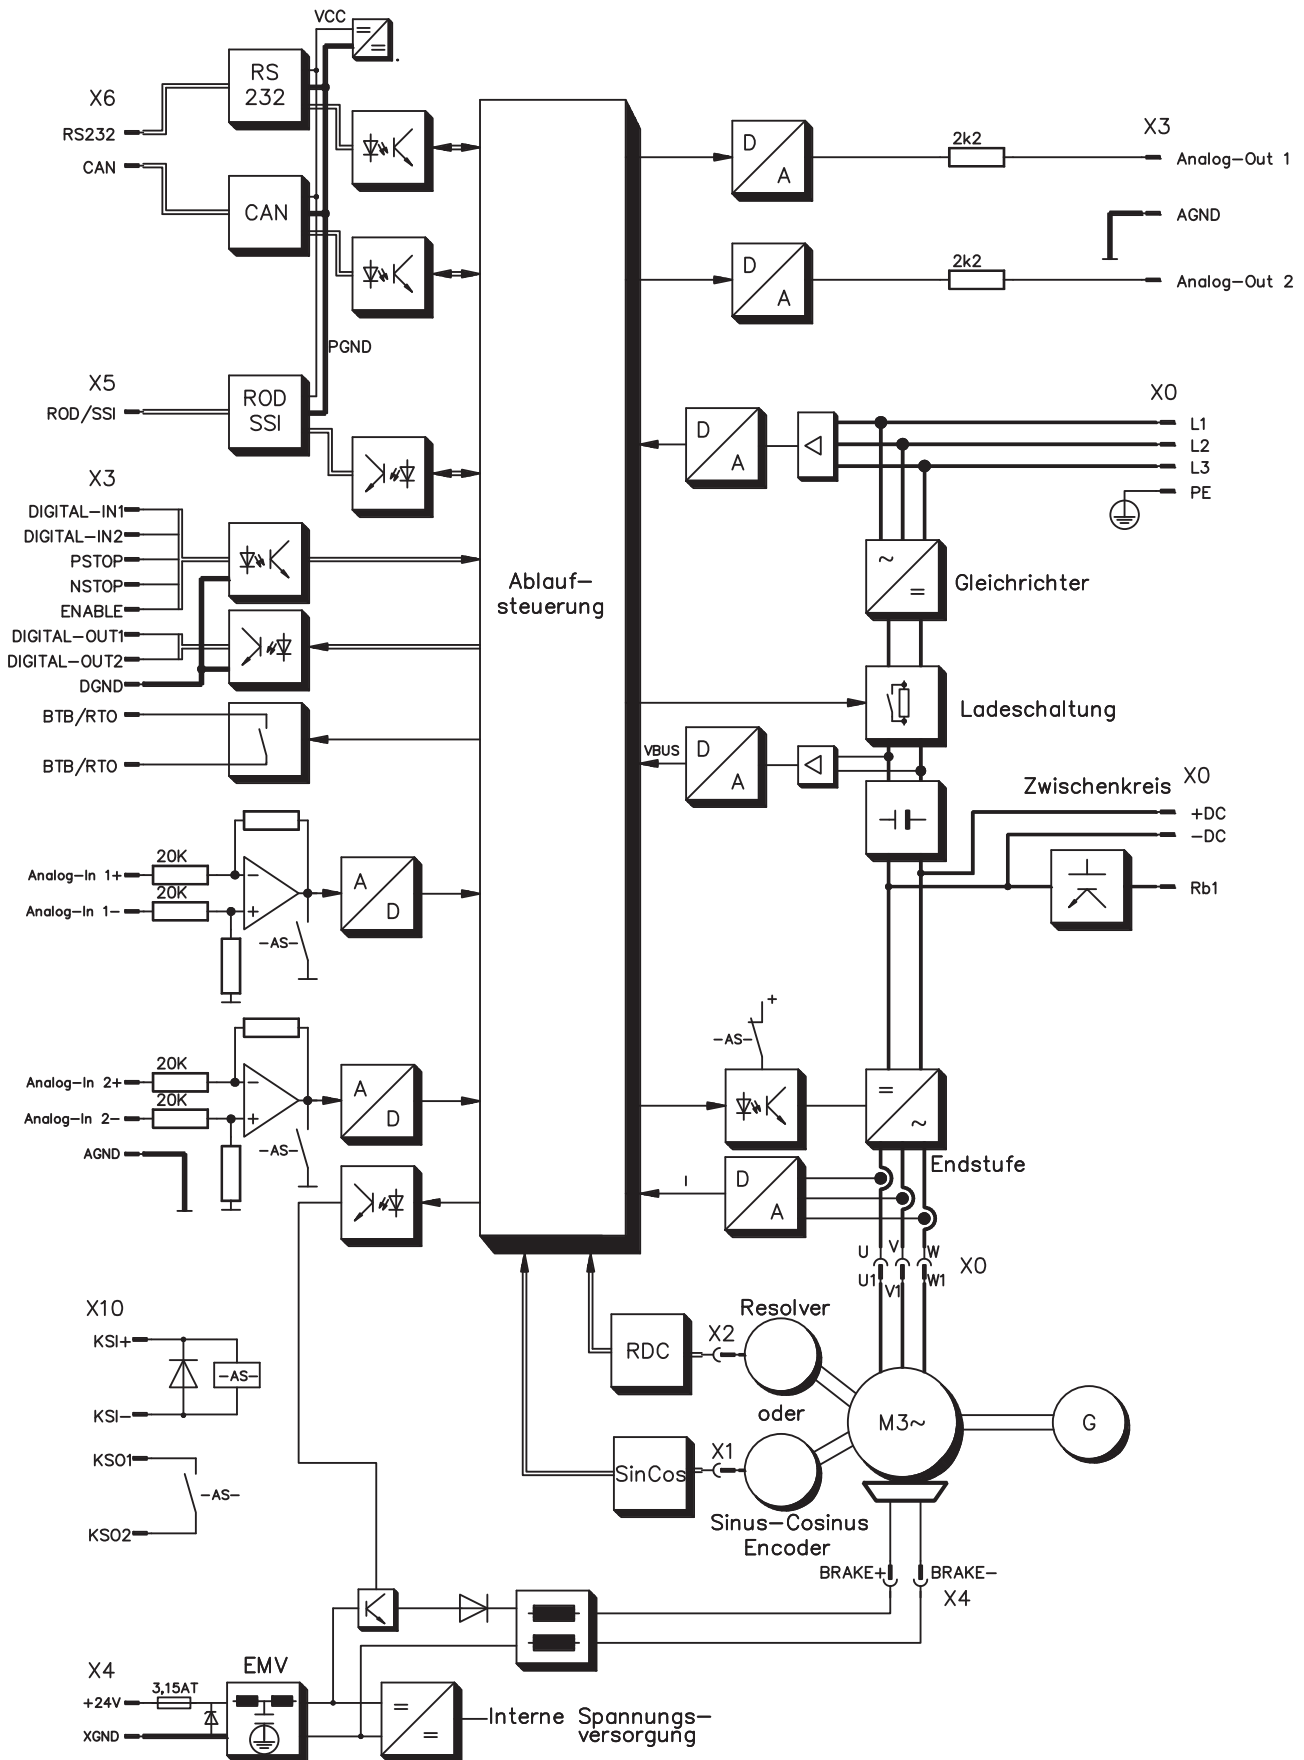 VCC
RS
232
X6
RS232
CAN
CAN
PGND
X5
ROD/SSI
ROD
SSI
X3
DIGITAL-IN1
DIGITAL-IN2
PSTOP
NSTOP
ENABLE
DIGITAL-OUT1
DIGITAL-OUT2
DGND
BTB/RTO
BTB/RTO
20K
Analog-In 1+
20K
Analog-In 1-
-AS-
A
D
20K
Analog-In 2+
20K
Analog-In 2-
AGND
-AS-
A
D
Ablauf-
steuerung
D
A
2k2
X3
Analog-Out 1
AGND
D
A
2k2
Analog-Out 2
X0
L1
L2
L3
PE
D
A
~
=
Gleichrichter
Ladeschaltung
VBUS
D
A
Zwischenkreis
X0
+DC
-DC
Rb1
+
-AS-
=
~
Endstufe
I
D
A
U
V
W
X0
U1
V1
W1
X10
KSI+
-AS-
KSI-
KSO1
-AS-
KSO2
RDC
X2
Resolver
oder
M3~
G
SinCos
X1
Sinus-Cosinus
Encoder
BRAKE+
BRAKE-
X4
X4
3,15AT
EMV
+24V
XGND
=
=
Interne Spannungs-
versorgung